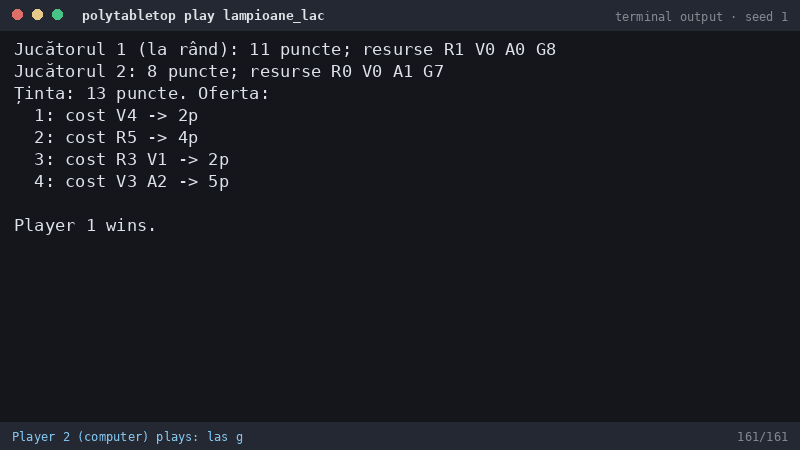 polytabletop play lampioane_lac
terminal output · seed 1
Jucătorul 1 (la rând): 11 puncte; resurse R1 V0 A0 G8
Jucătorul 2: 8 puncte; resurse R0 V0 A1 G7
Ținta: 13 puncte. Oferta:
1: cost V4 -> 2p
2: cost R5 -> 4p
3: cost R3 V1 -> 2p
4: cost V3 A2 -> 5p
Player 1 wins.
Player 2 (computer) plays: las g
161/161